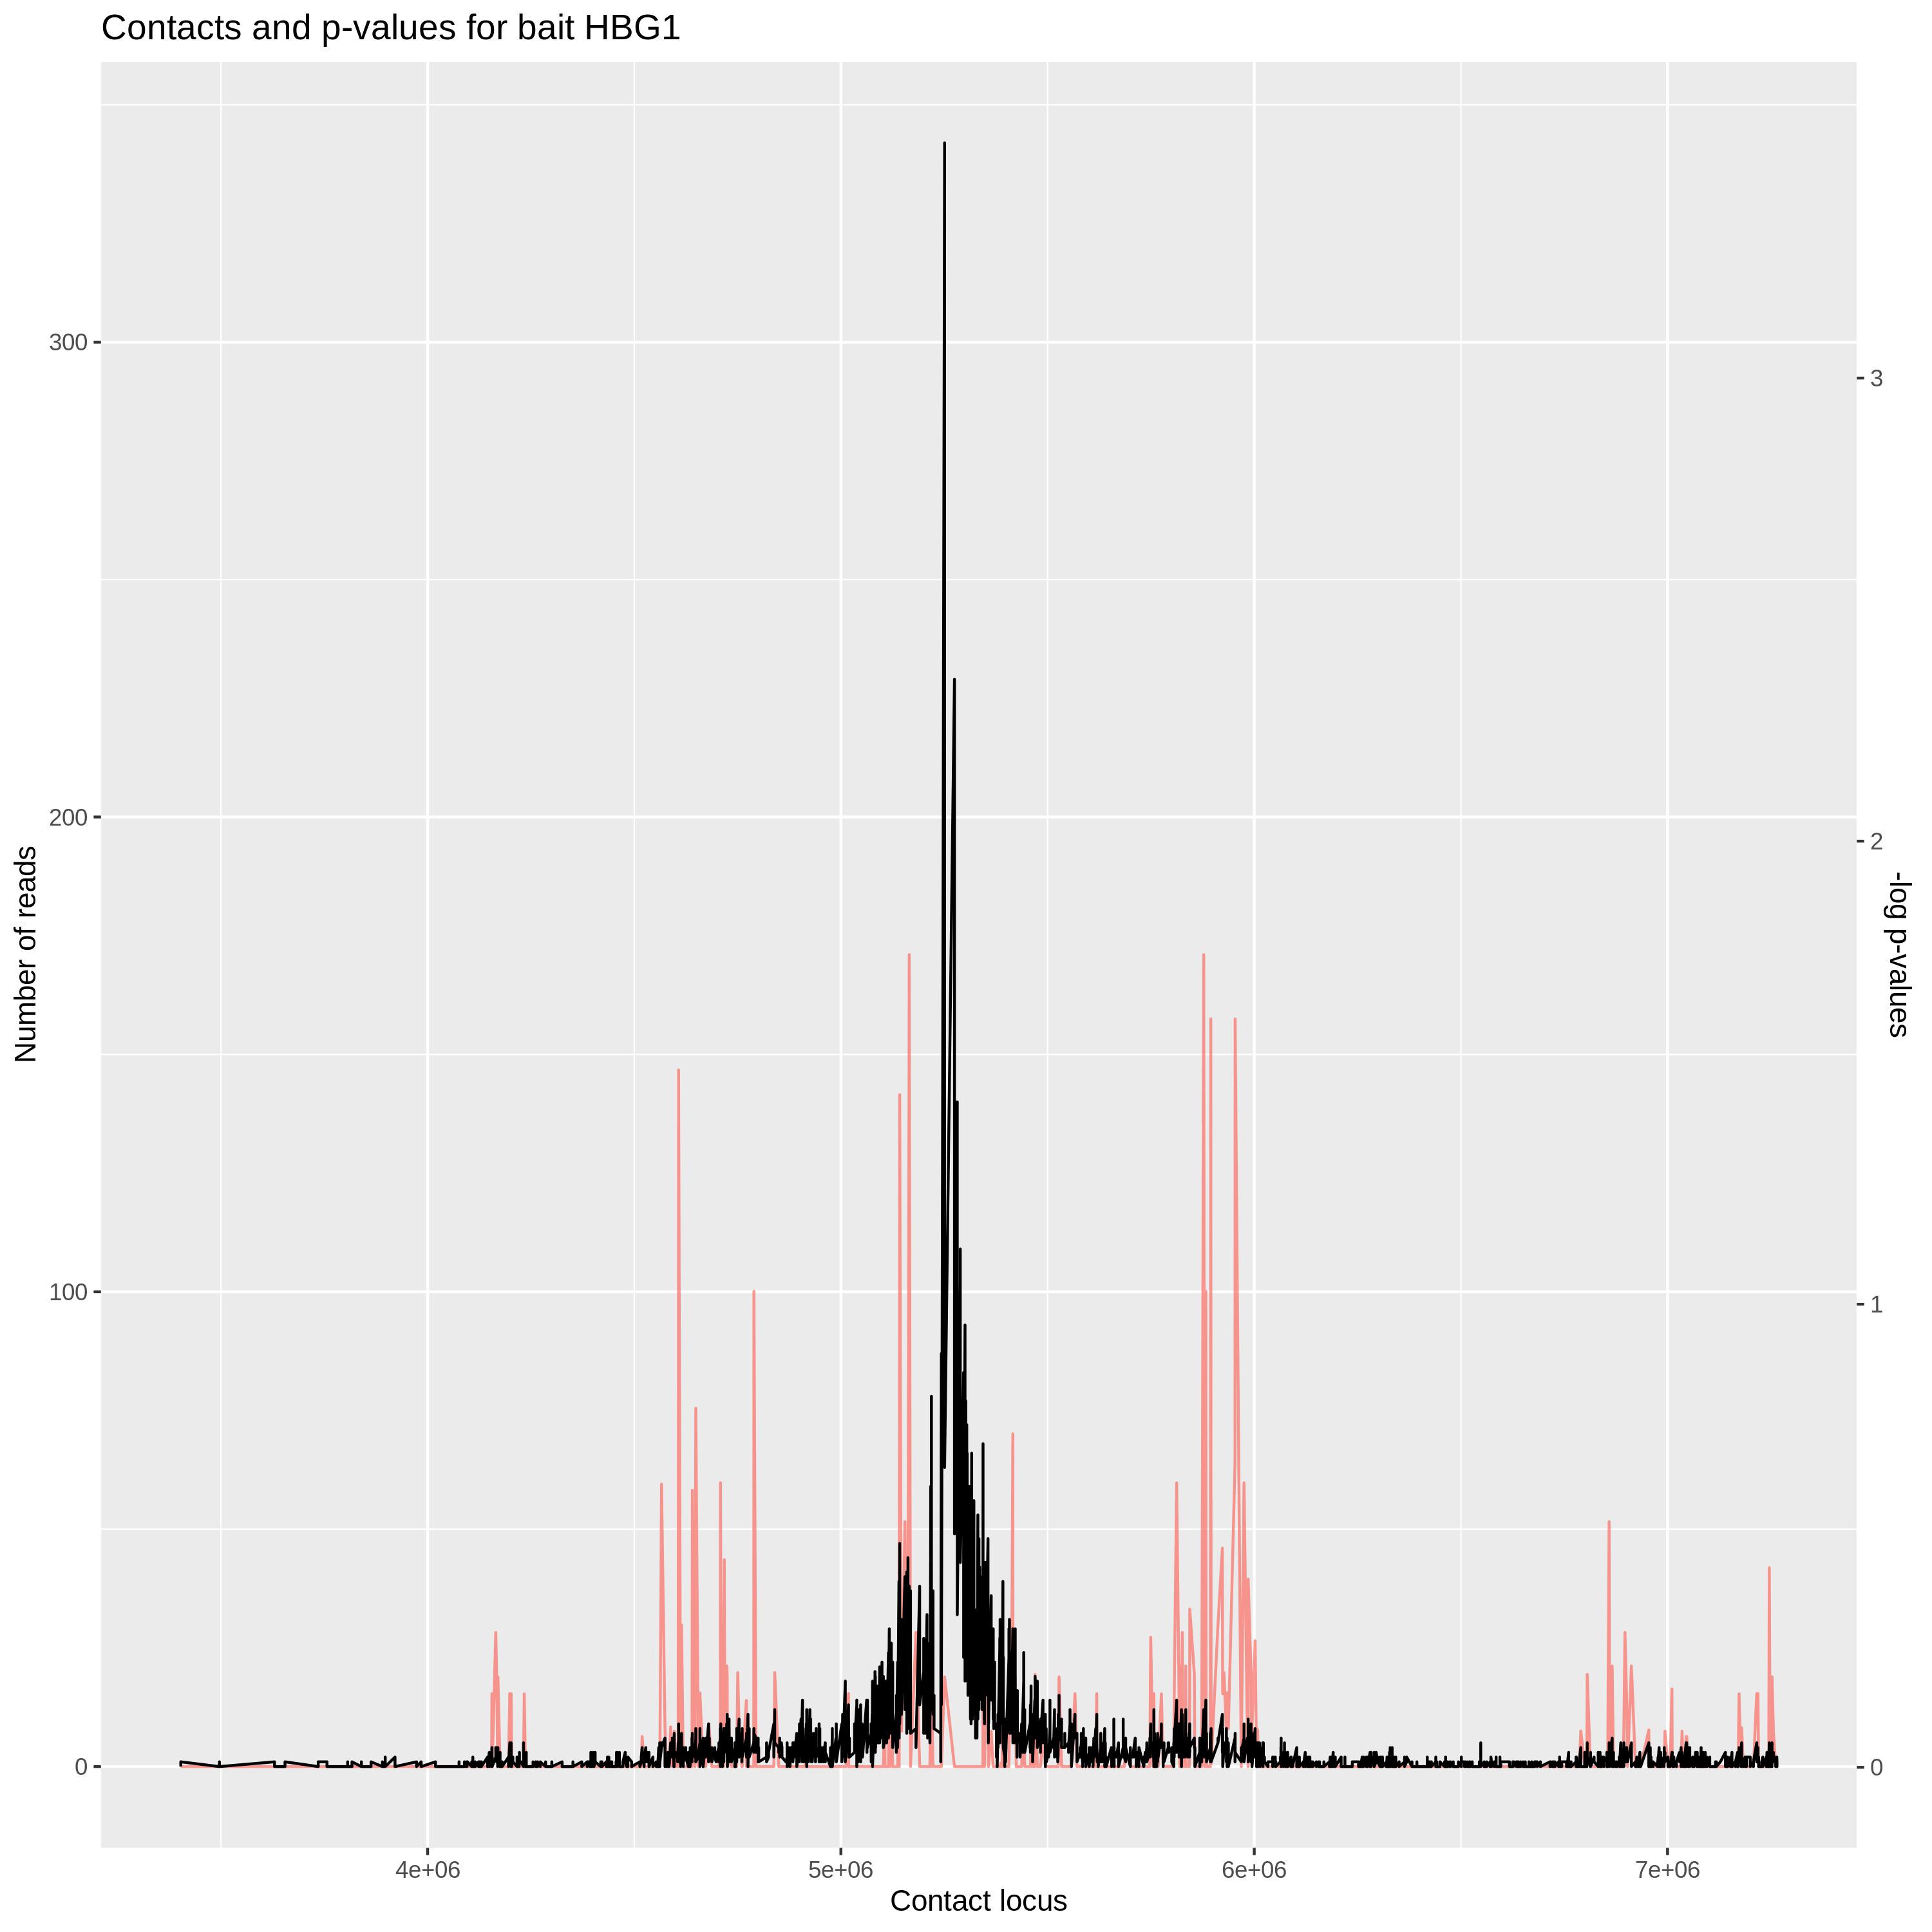 Contacts and p-values for bait HBG1
Number of reads
300
200
100
0
3
2
1
0
-log p-values
4e+06 5e+06 6e+06 7e+06
Contact locus